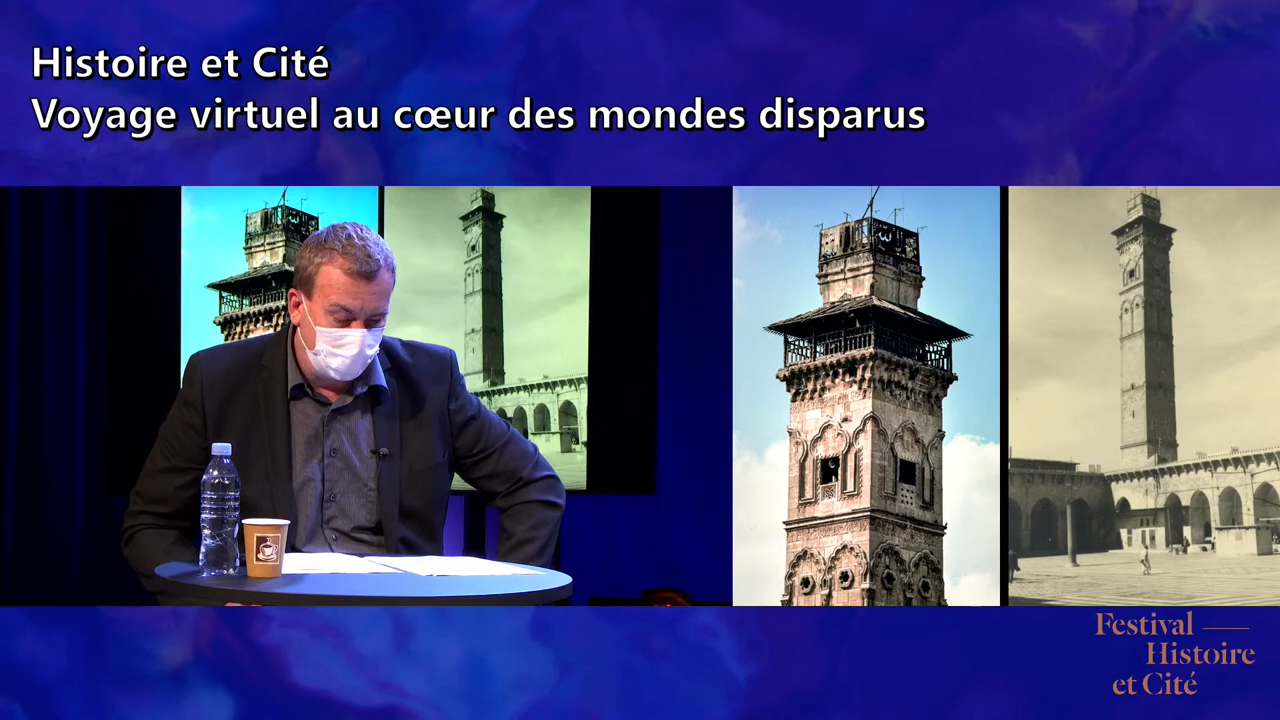 Histoire et Cité
Voyage virtuel au cœur des mondes disparus
Festival
Histoire
et Cité